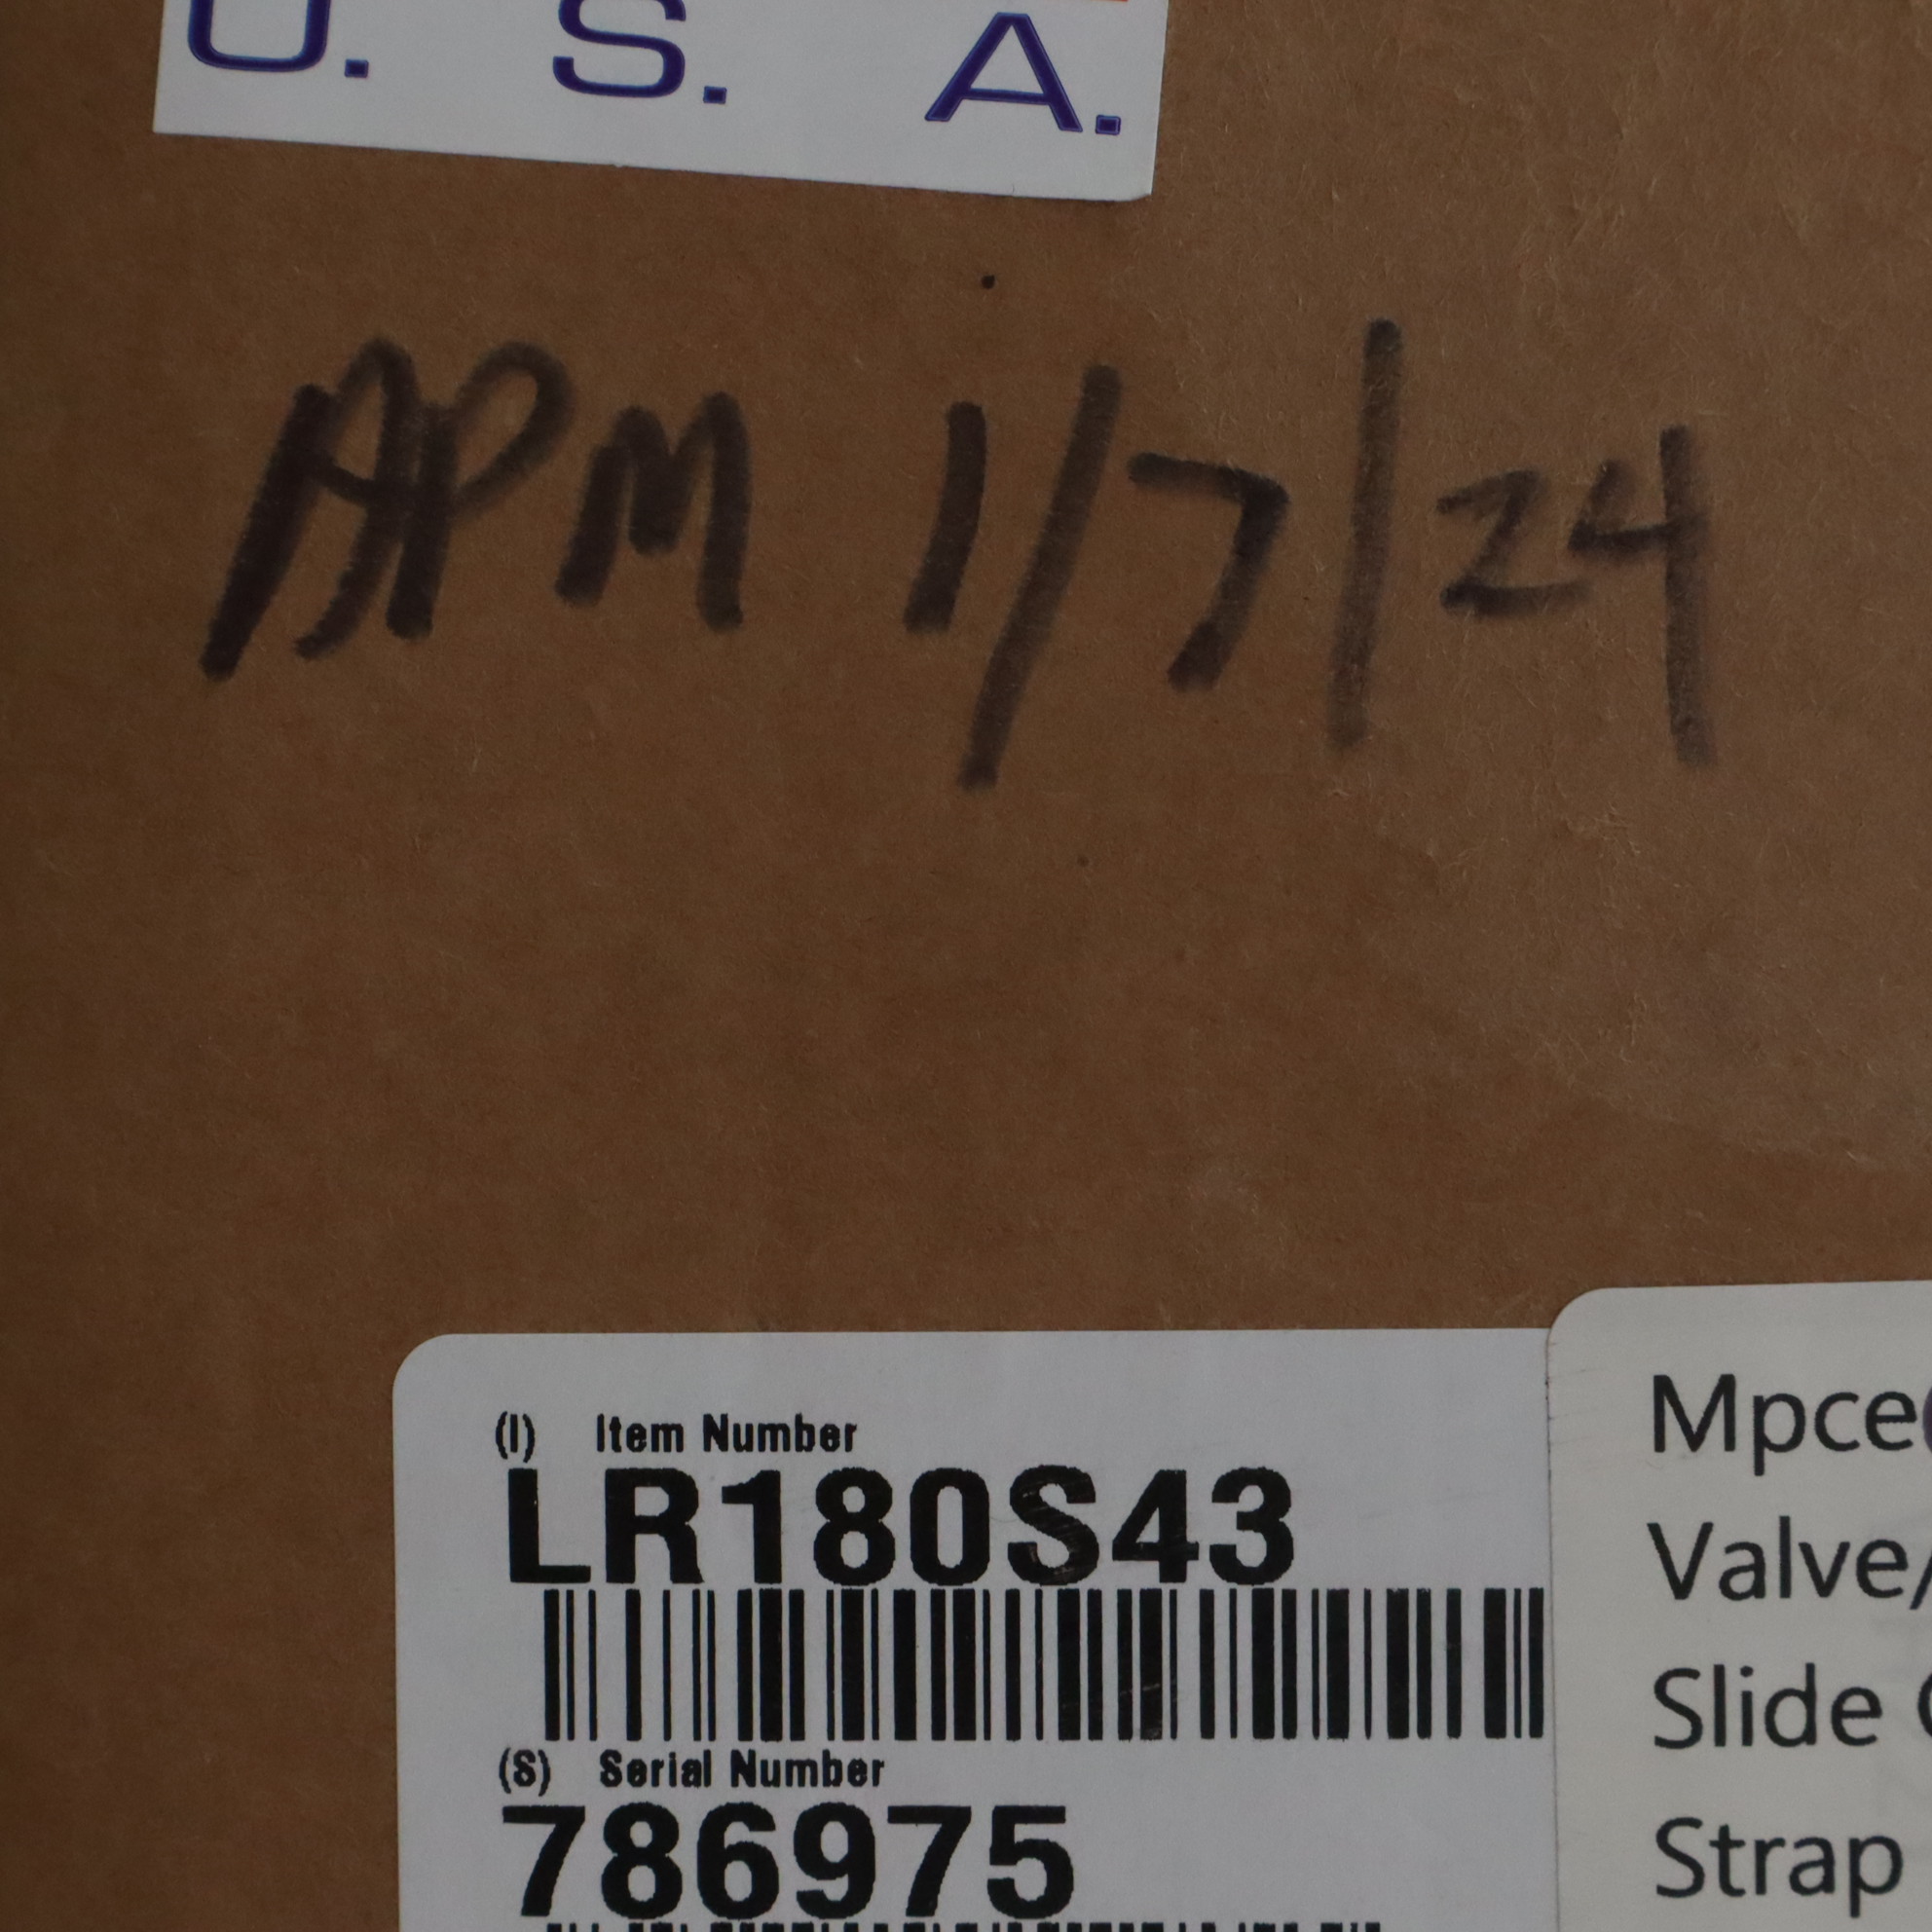 U. S. A.
APM 1/7/24
(I) Item Number
LR180S43
(S) Serial Number
786975
Mpce
Valve/
Slide
Strap